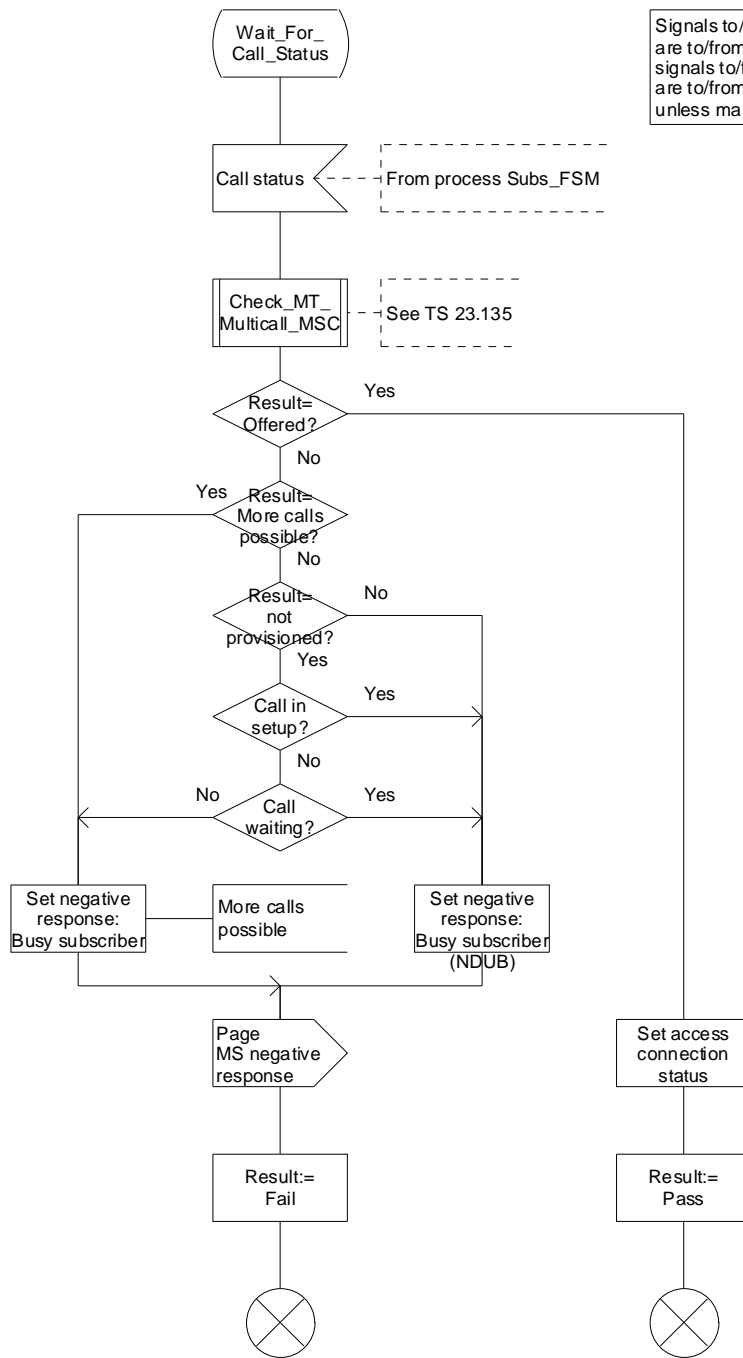 Wait_For_
Call_Status
Signals to/
are to/from
signals to/f
are to/from
unless ma
Call status
From process Subs_FSM
Check_MT_
Multicall_MSC
See TS 23.135
Result=
Offered?
Yes
No
Yes
Result=
More calls
possible?
No
Result=
not
provisioned?
No
Yes
Call in
setup?
Yes
No
No
Call
waiting?
Yes
Set negative
response:
Busy subscriber
More calls
possible
Set negative
response:
Busy subscriber
(NDUB)
Page
MS negative
response
Set access
connection
status
Result:=
Fail
Result:=
Pass